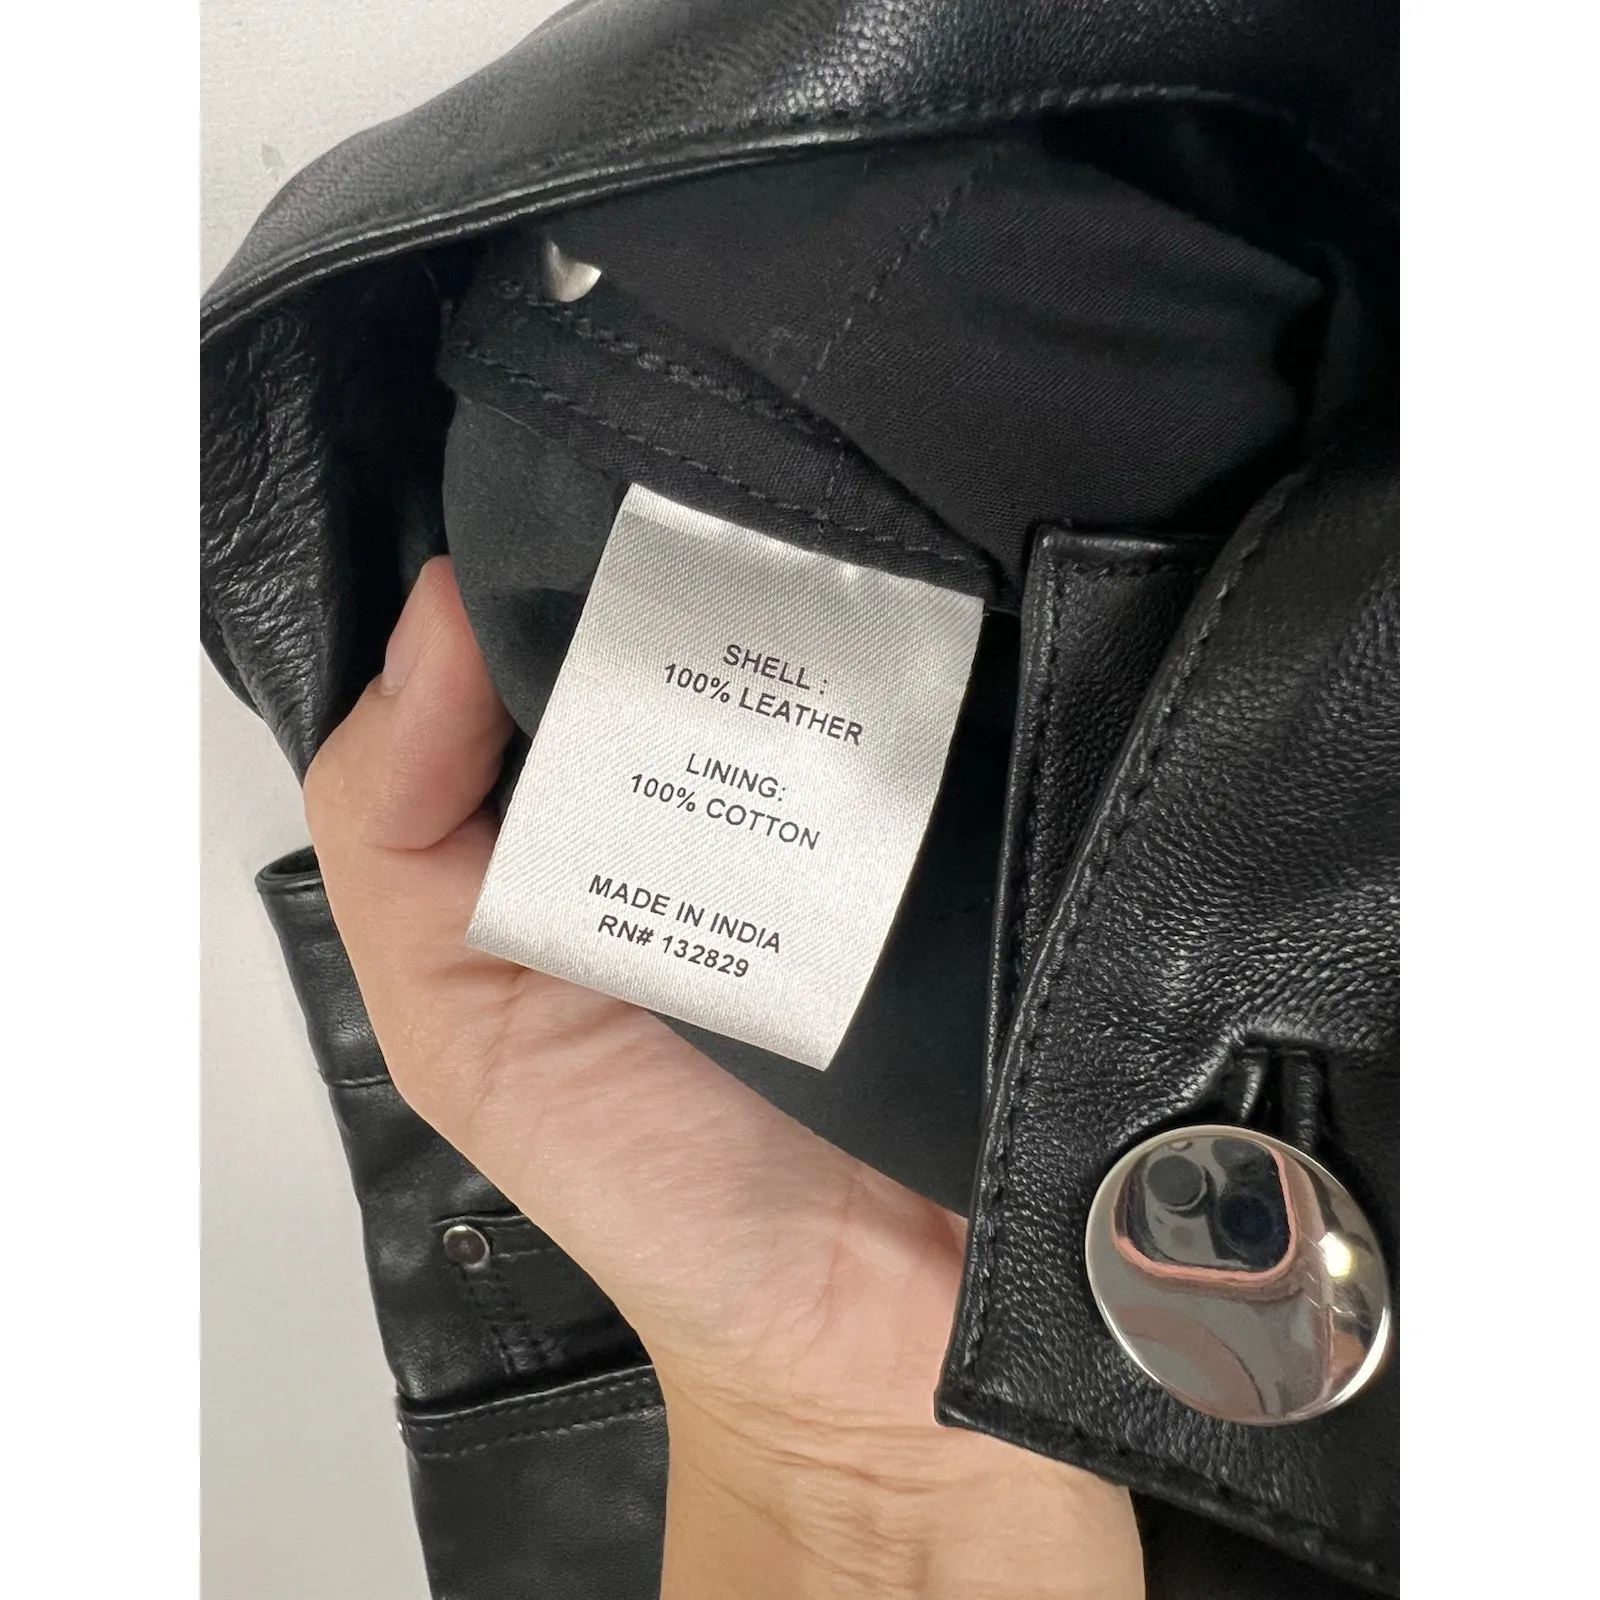 SHELL :
100% LEATHER
LINING:
100% COTTON
MADE IN INDIA
RN# 132829